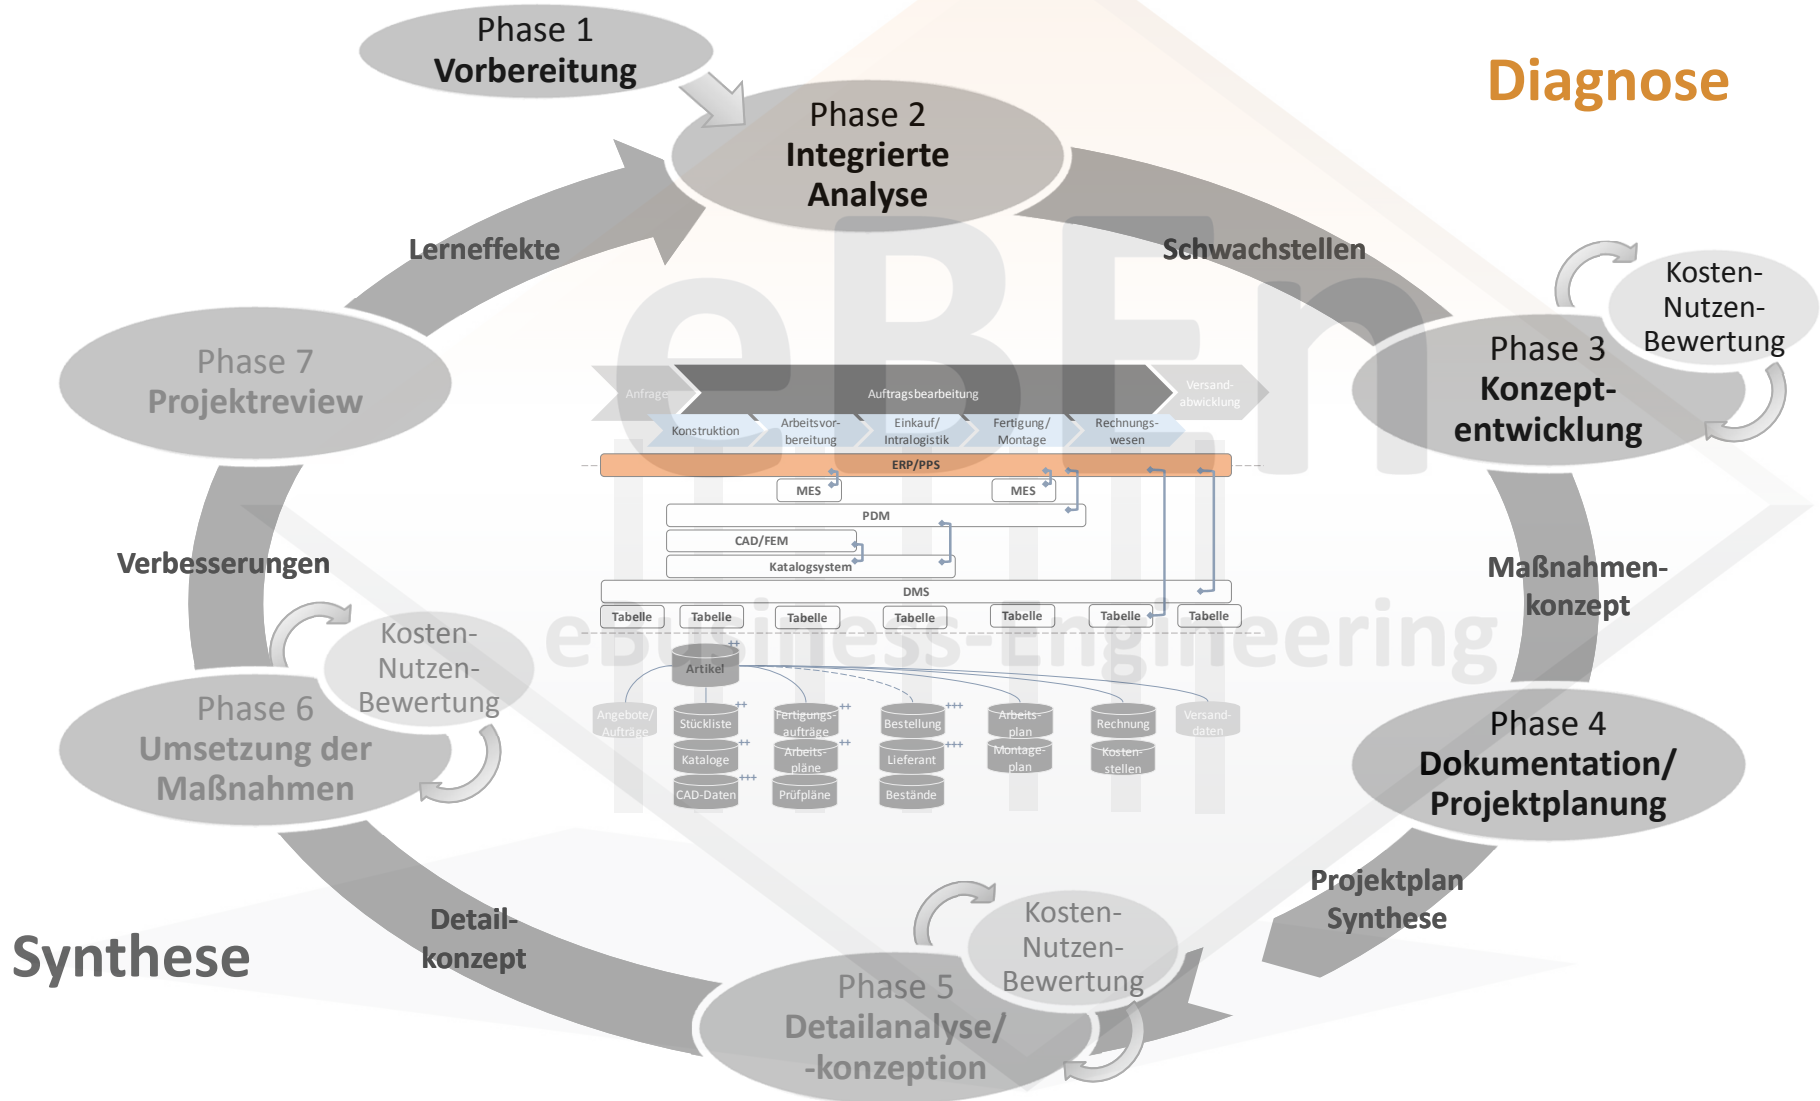 Phase 1
Vorbereitung
Diagnose
Phase 2
Integrierte
Analyse
Lerneffekte
Schwachstellen
Kosten-
Nutzen-
Bewertung
Phase 3
Konzept-
entwicklung
Phase 7
Projektreview
eBEn
Anfrage
Auftragsbearbeitung
Versand-
abwicklung
Konstruktion
Arbeitsvor-
bereitung
Einkauf/
Intralogistik
Fertigung/
Montage
Rechnungs-
wesen
ERP/PPS
MES
MES
PDM
CAD/FEM
Katalogsystem
DMS
Tabelle
Tabelle
Tabelle
Tabelle
Tabelle
Tabelle
Tabelle
eBusiness-Engineering
Verbesserungen
Maßnahmen-
konzept
++
Artikel
Angebote/
Aufträge
++
Stückliste
++
Kataloge
+++
CAD-Daten
++
Fertigungs-
aufträge
++
Arbeits-
pläne
Prüfpläne
+++
Bestellung
+++
Lieferant
Bestände
Arbeits-
plan
Montage-
plan
Rechnung
Kosten-
stellen
Versand-
daten
Kosten-
Nutzen-
Bewertung
Phase 6
Umsetzung der
Maßnahmen
Phase 4
Dokumentation/
Projektplanung
Projektplan
Synthese
Detail-
konzept
Synthese
Kosten-
Nutzen-
Bewertung
Phase 5
Detailanalyse/
-konzeption